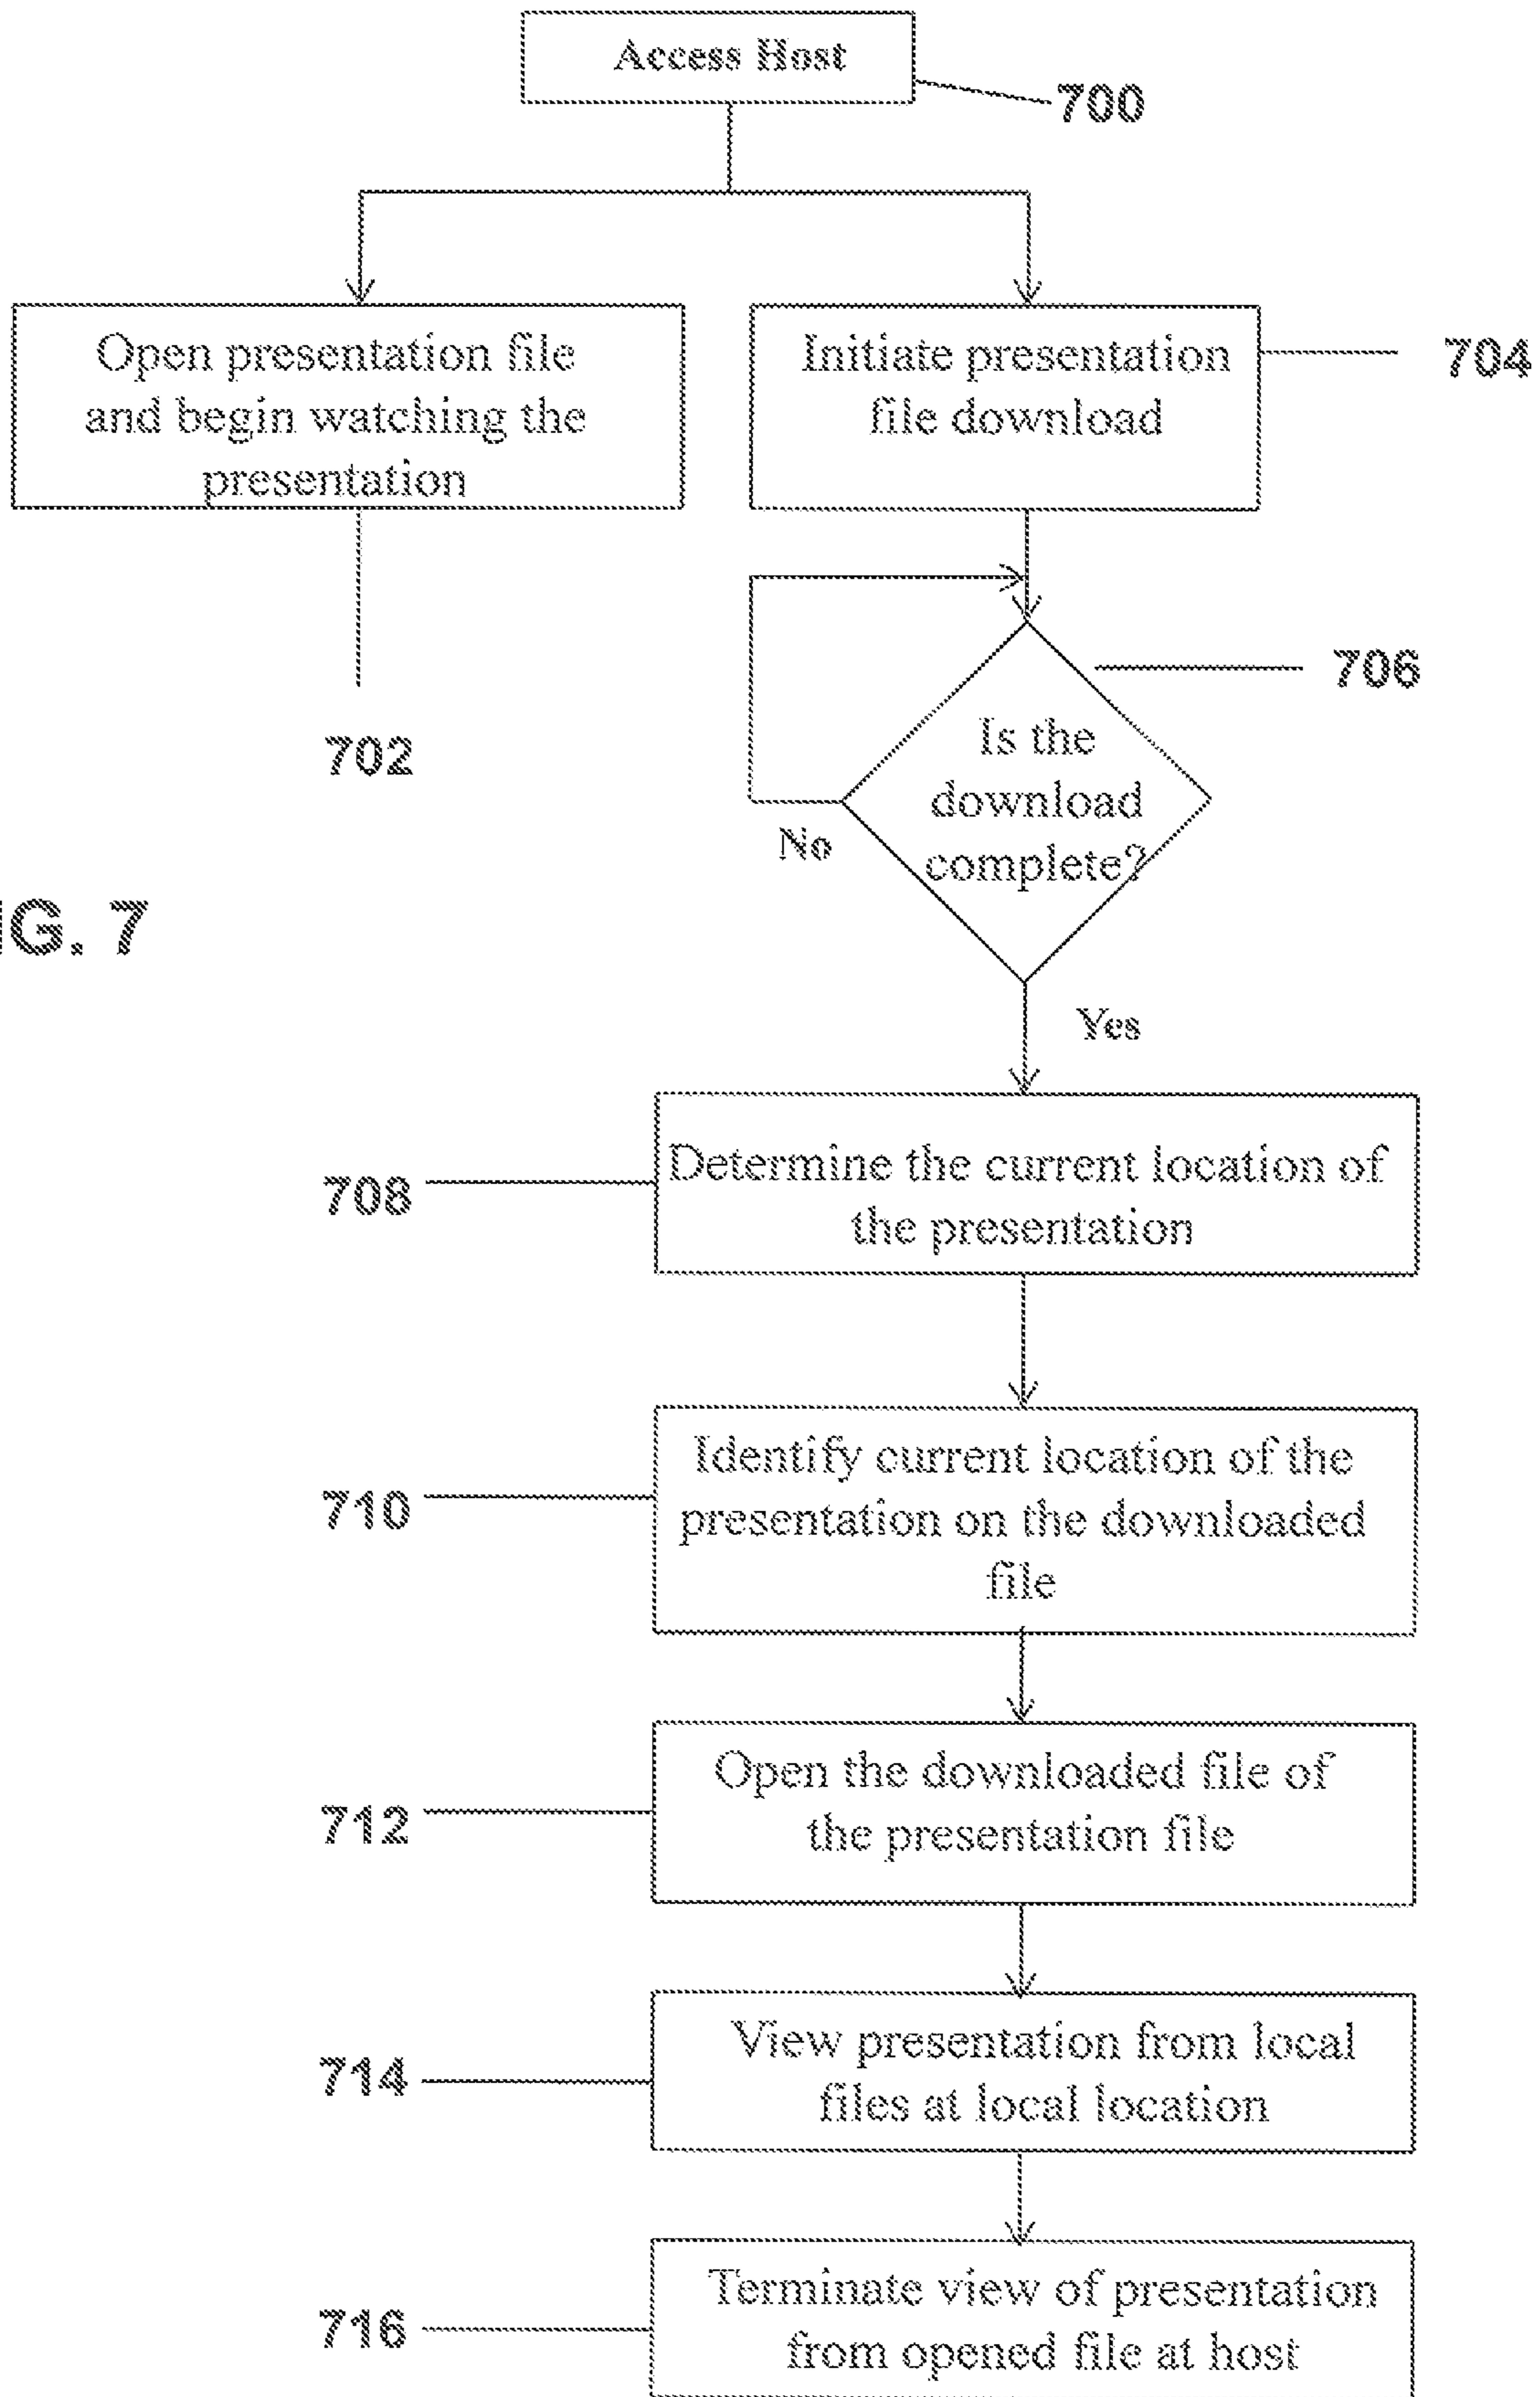 Access Host
700
Open presentation file
and begin watching the
presentation
702
Initiate presentation
file download
704
706
Is the
download
complete?
No
Yes
IG. 7
708
Determine the current location of
the presentation
710
Identify current location of the
presentation on the downloaded
file
712
Open the downloaded file of
the presentation file
714
View presentation from local
files at local location
716
Terminate view of presentation
from opened file at host